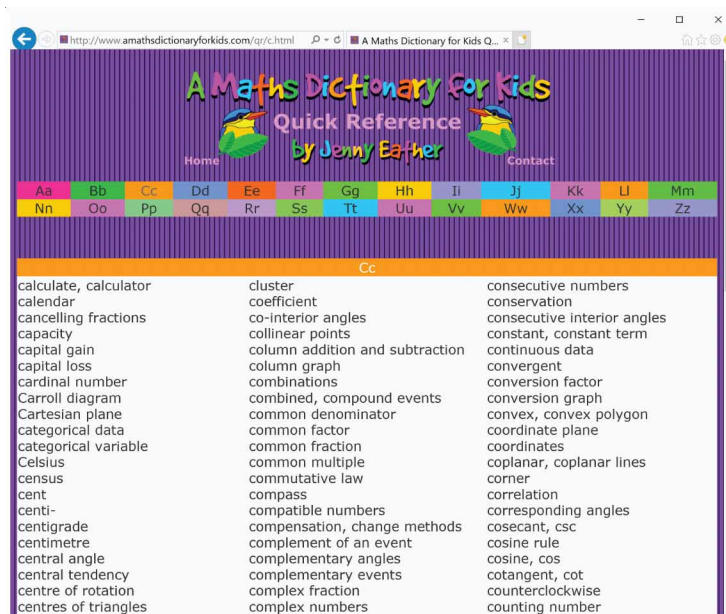 http://www.amathsdictionaryforkids.com/qr/c.html
A Maths Dictionary for Kids Q...
A Maths Dictionary for Kids
Quick Reference
by Jenny Eather
Home
Contact
Aa Bb Cc Dd Ee Ff Gg Hh Ii Jj Kk Ll Mm
Nn Oo Pp Qq Rr Ss Tt Uu Vv Ww Xx Yy Zz
Cc
calculate, calculator
calendar
cancelling fractions
capacity
capital gain
capital loss
cardinal number
Carroll diagram
Cartesian plane
categorical data
categorical variable
Celsius
census
cent
centi-
centigrade
centimetre
central angle
central tendency
centre of rotation
centres of triangles
cluster
coefficient
co-interior angles
collinear points
column addition and subtraction
column graph
combinations
combined, compound events
common denominator
common factor
common fraction
common multiple
commutative law
compass
compatible numbers
compensation, change methods
complement of an event
complementary angles
complementary events
complex fraction
complex numbers
consecutive numbers
conservation
consecutive interior angles
constant, constant term
continuous data
convergent
conversion factor
conversion graph
convex, convex polygon
coordinate plane
coordinates
coplanar, coplanar lines
corner
correlation
corresponding angles
cosecant, csc
cosine rule
cosine, cos
cotangent, cot
counterclockwise
counting number